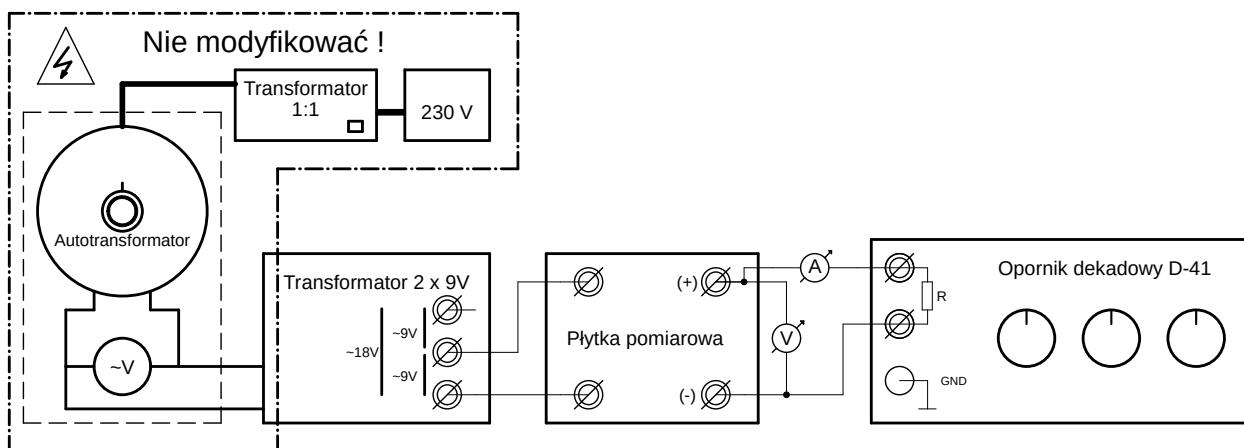 Nie modyfikować !
Transformator
1:1
230 V
Autotransformator
~V
Transformator 2 x 9V
~18V
~9V
~9V
Płytka pomiarowa
(+)
(-)
A
V
Opornik dekadowy D-41
R
GND